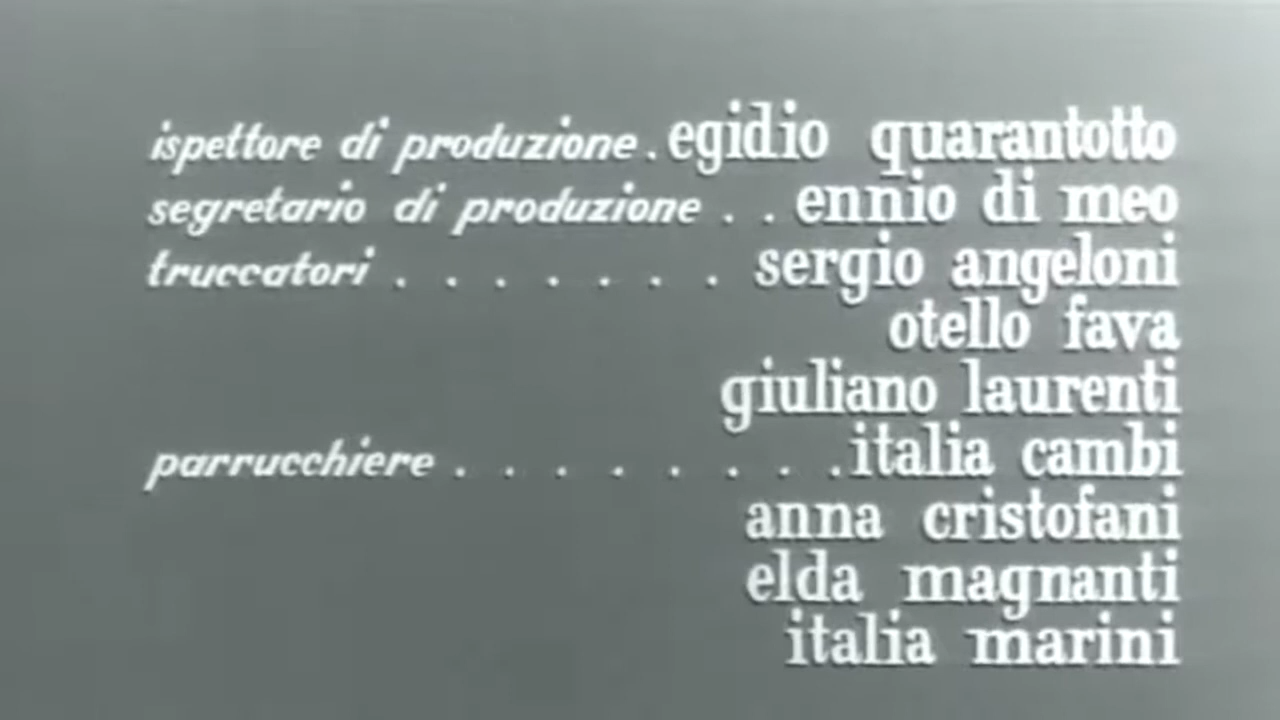 ispettore di produzione . egidio quarantotto
segretario di produzione . . ennio di meo
truccatori . . . . . . . sergio angeloni
otello fava
giuliano laurenti
parrucchiere . . . . . . . . italia cambi
anna cristofani
elda magnanti
italia marini